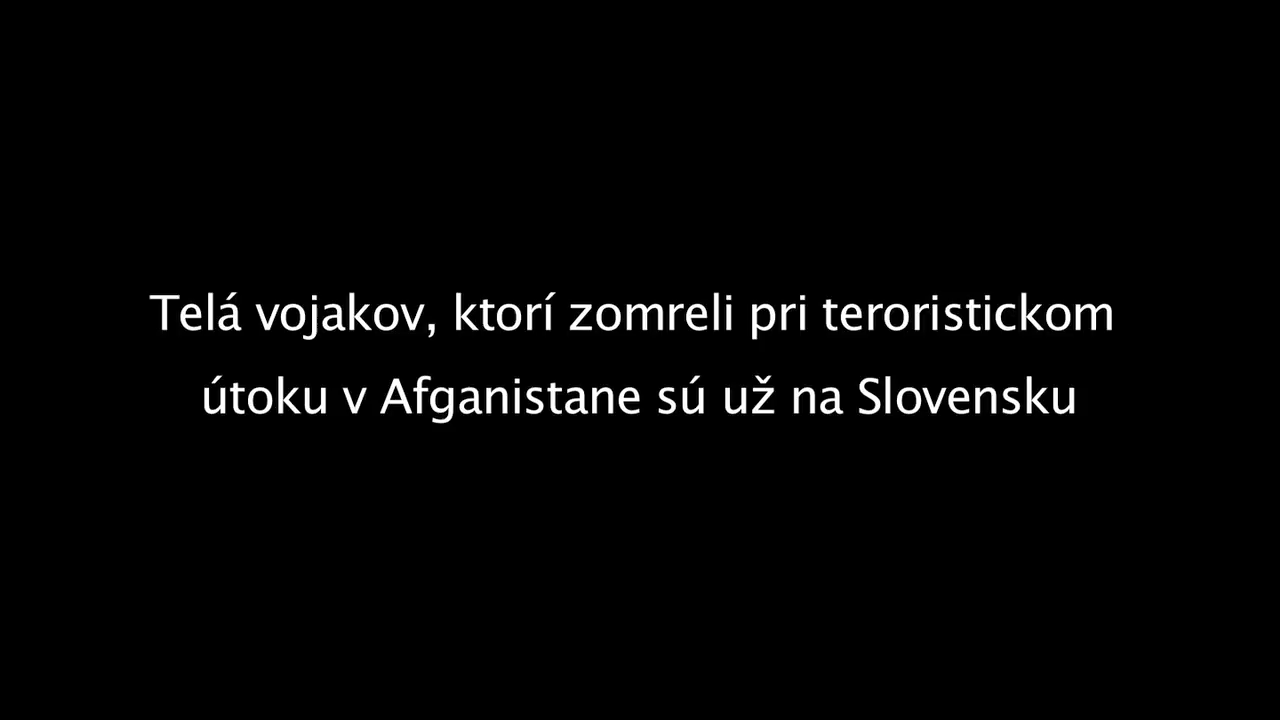 Telá vojakov, ktorí zomreli pri teroristickom
útoku v Afganistane sú už na Slovensku